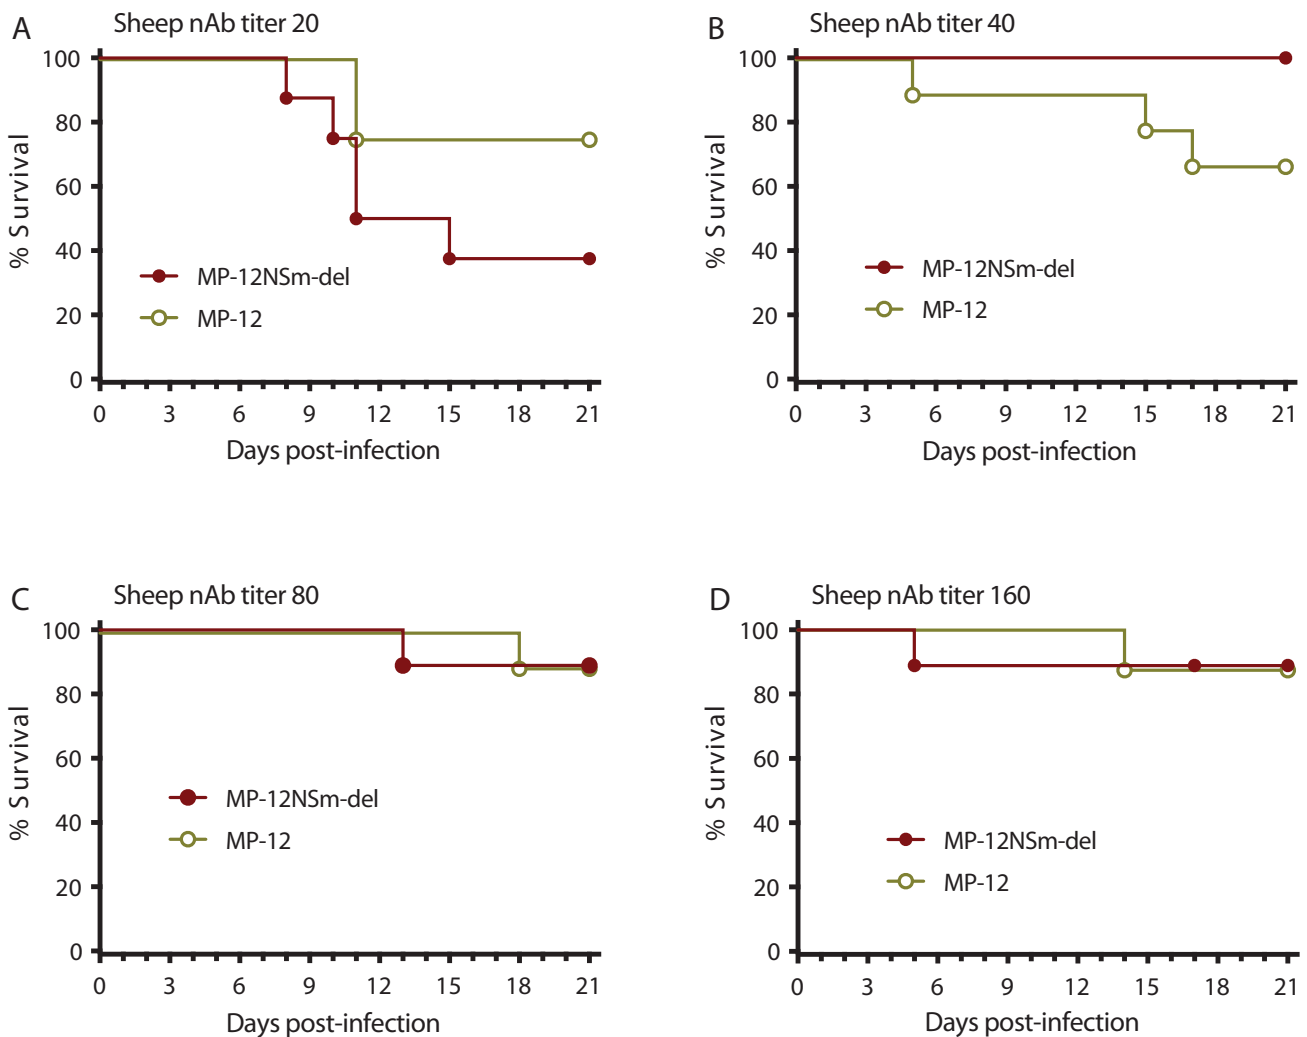 A
Sheep nAb titer 20
100
80
60
40
20
0
% Survival
MP-12NSm-del
MP-12
0 3 6 9 12 15 18 21
Days post-infection
B
Sheep nAb titer 40
100
80
60
40
20
0
% Survival
MP-12NSm-del
MP-12
0 3 6 9 12 15 18 21
Days post-infection
C
Sheep nAb titer 80
100
80
60
40
20
0
% Survival
MP-12NSm-del
MP-12
0 3 6 9 12 15 18 21
Days post-infection
D
Sheep nAb titer 160
100
80
60
40
20
0
% Survival
MP-12NSm-del
MP-12
0 3 6 9 12 15 18 21
Days post-infection